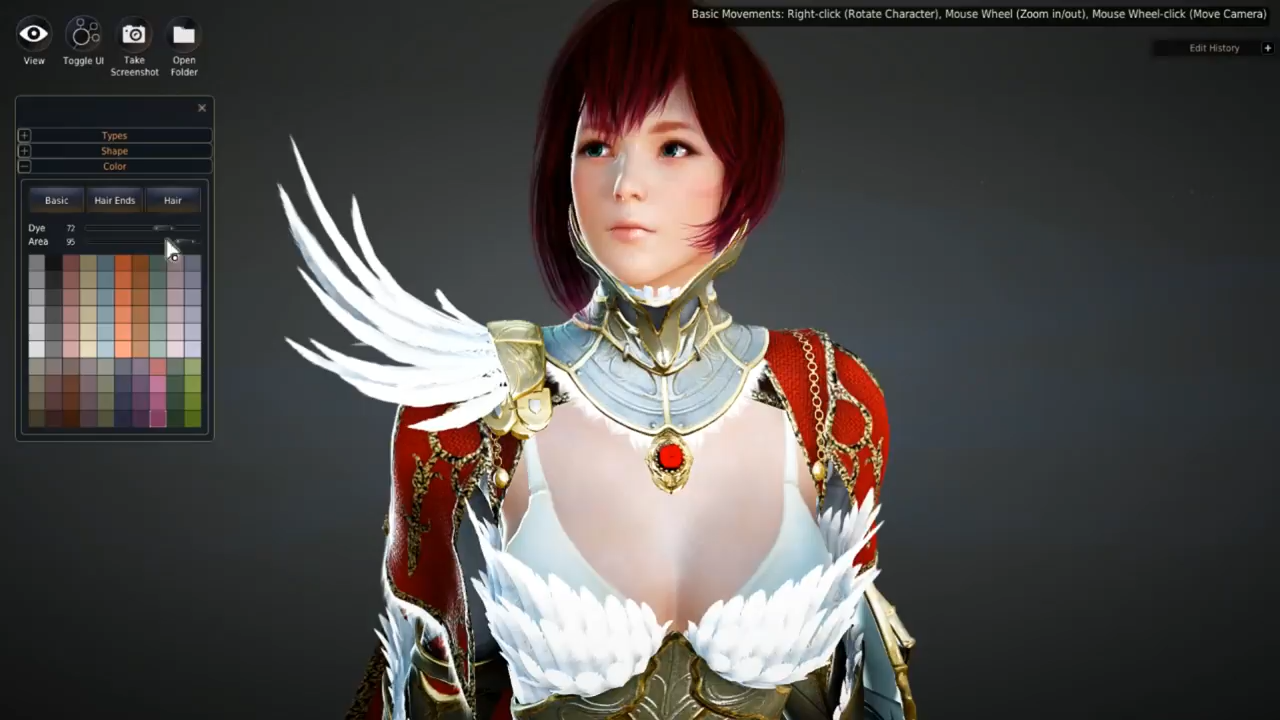 Basic Movements: Right-click (Rotate Character), Mouse Wheel (Zoom in/out), Mouse Wheel-click (Move Camera)
Edit History
View
Toggle UI
Take Screenshot
Open Folder
Types
Shape
Color
Basic
Hair Ends
Hair
Dye 72
Area 95